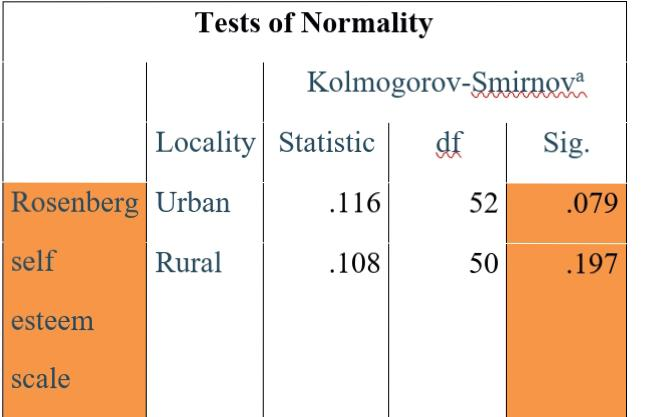 Tests of Normality
Kolmogorov-Smirnovᵃ
Locality Statistic df Sig.
Rosenberg Urban .116 52 .079
self Rural .108 50 .197
esteem
scale